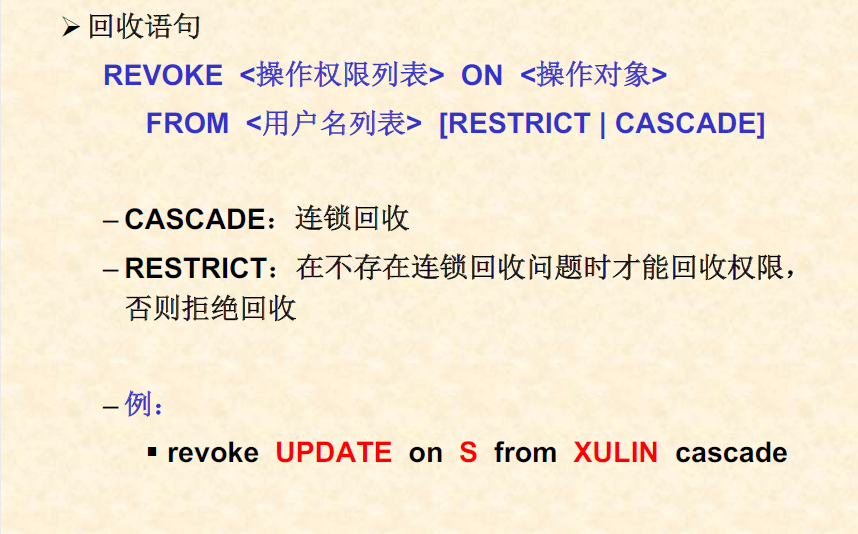 ➢ 回收语句
REVOKE <操作权限列表> ON <操作对象>
FROM <用户名列表> [RESTRICT | CASCADE]
– CASCADE：连锁回收
– RESTRICT：在不存在连锁回收问题时才能回收权限，
否则拒绝回收
– 例：
▪ revoke UPDATE on S from XULIN cascade